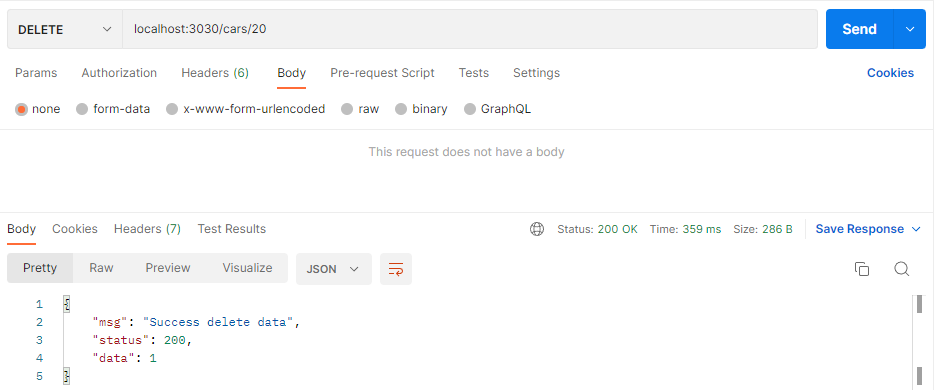 DELETE localhost:3030/cars/20 Send
Params Authorization Headers (6) Body Pre-request Script Tests Settings Cookies
none form-data x-www-form-urlencoded raw binary GraphQL
This request does not have a body
Body Cookies Headers (7) Test Results Status: 200 OK Time: 359 ms Size: 286 B Save Response
Pretty Raw Preview Visualize JSON
1 {
2 "msg": "Success delete data",
3 "status": 200,
4 "data": 1
5 }